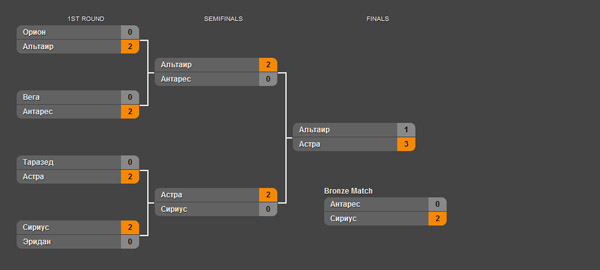 1ST ROUND SEMIFINALS FINALS
Орион 0
Альтаир 2
Вега 0
Антарес 2
Таразед 0
Астра 2
Сириус 2
Эридан 0
Альтаир 2
Антарес 0
Астра 2
Сириус 0
Альтаир 1
Астра 3
Bronze Match
Антарес 0
Сириус 2